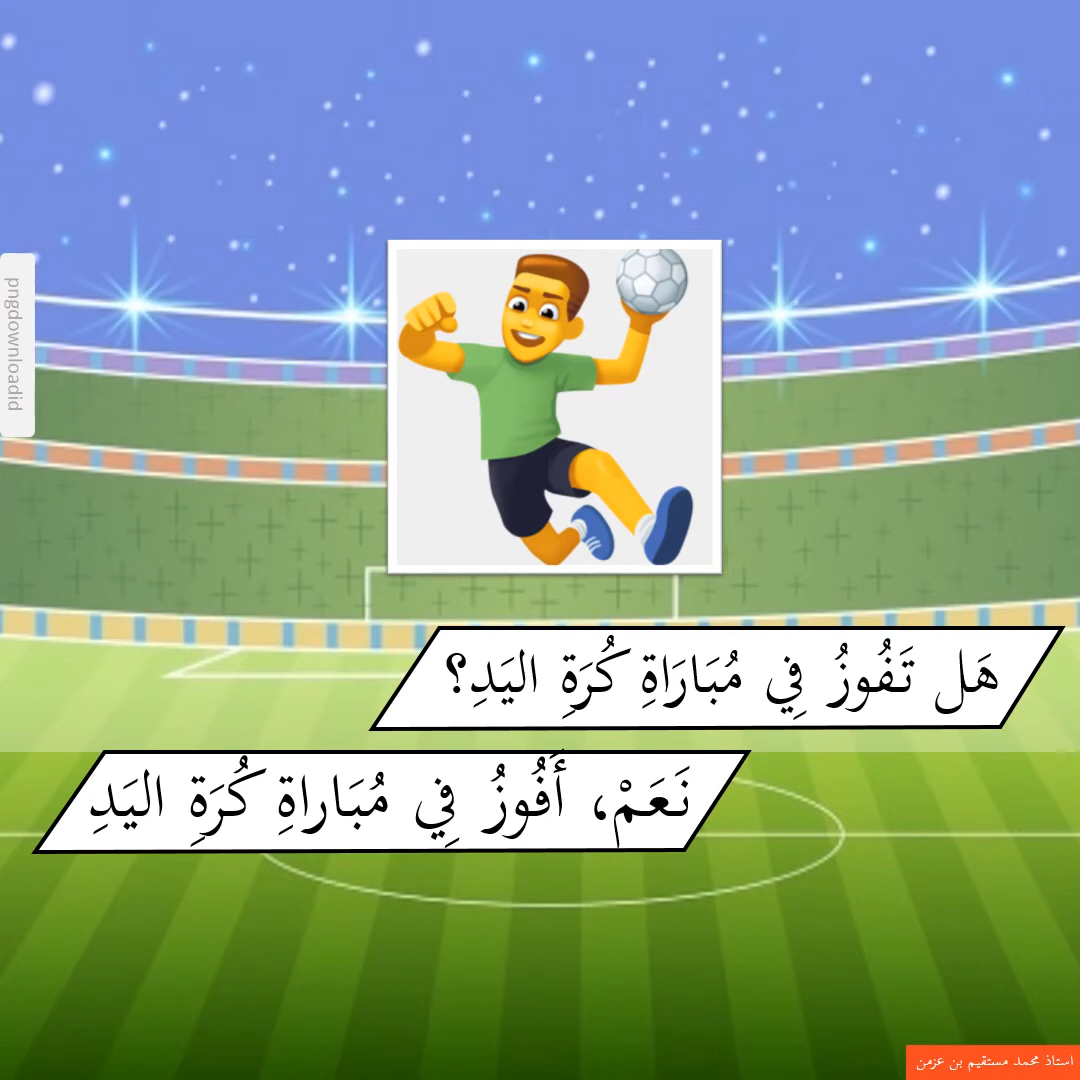 هَل تَفُوزُ فِي مُبَارَاةِ كُرَةِ اليَدِ؟
نَعَمْ، أَفُوزُ فِي مُبَاراةِ كُرَةِ اليَدِ
pngdownloadid
استاذ محمد مستقيم بن عزمن